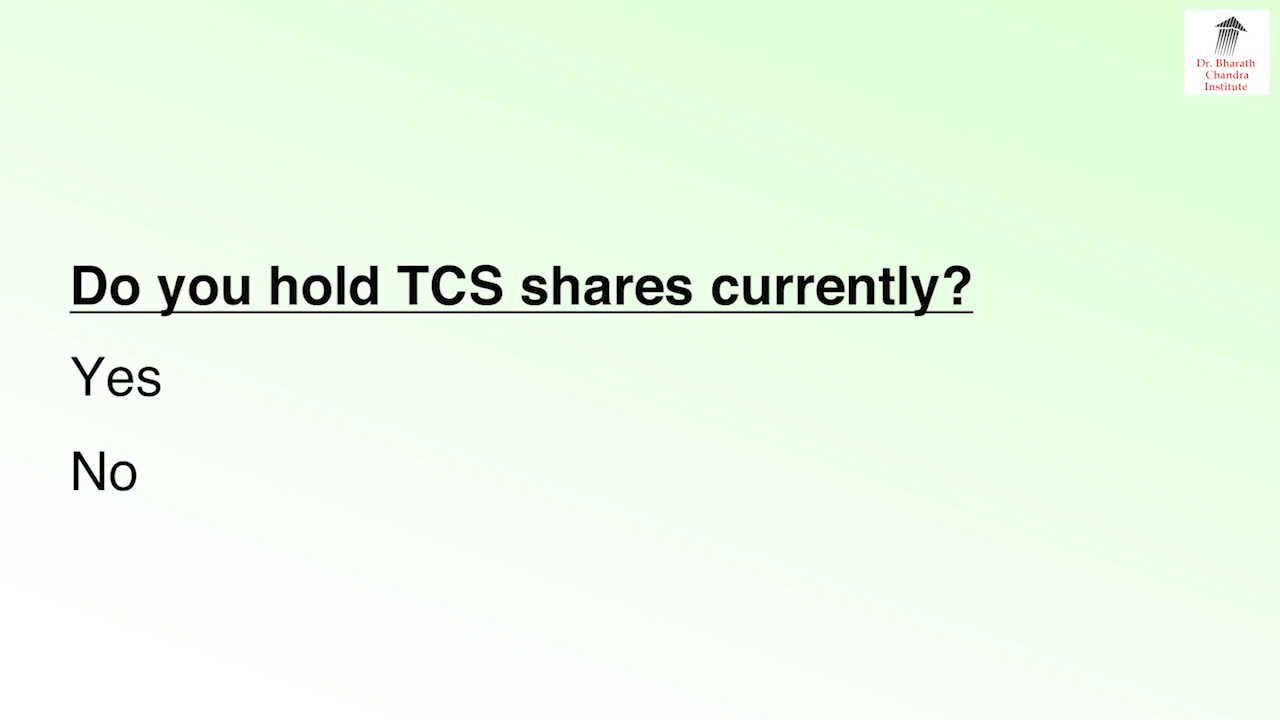 Dr. Bharath
Chandra
Institute
Do you hold TCS shares currently?
Yes
No